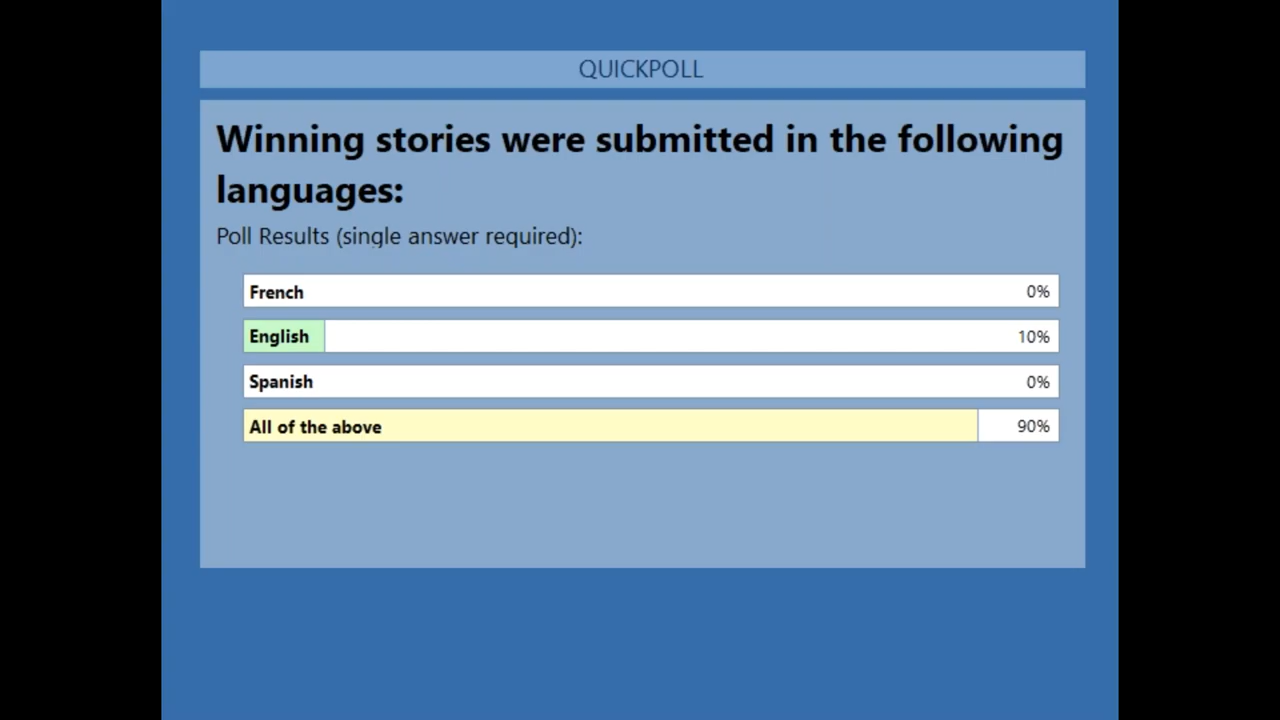 QUICKPOLL
Winning stories were submitted in the following
languages:
Poll Results (single answer required):
French 0%
English 10%
Spanish 0%
All of the above 90%